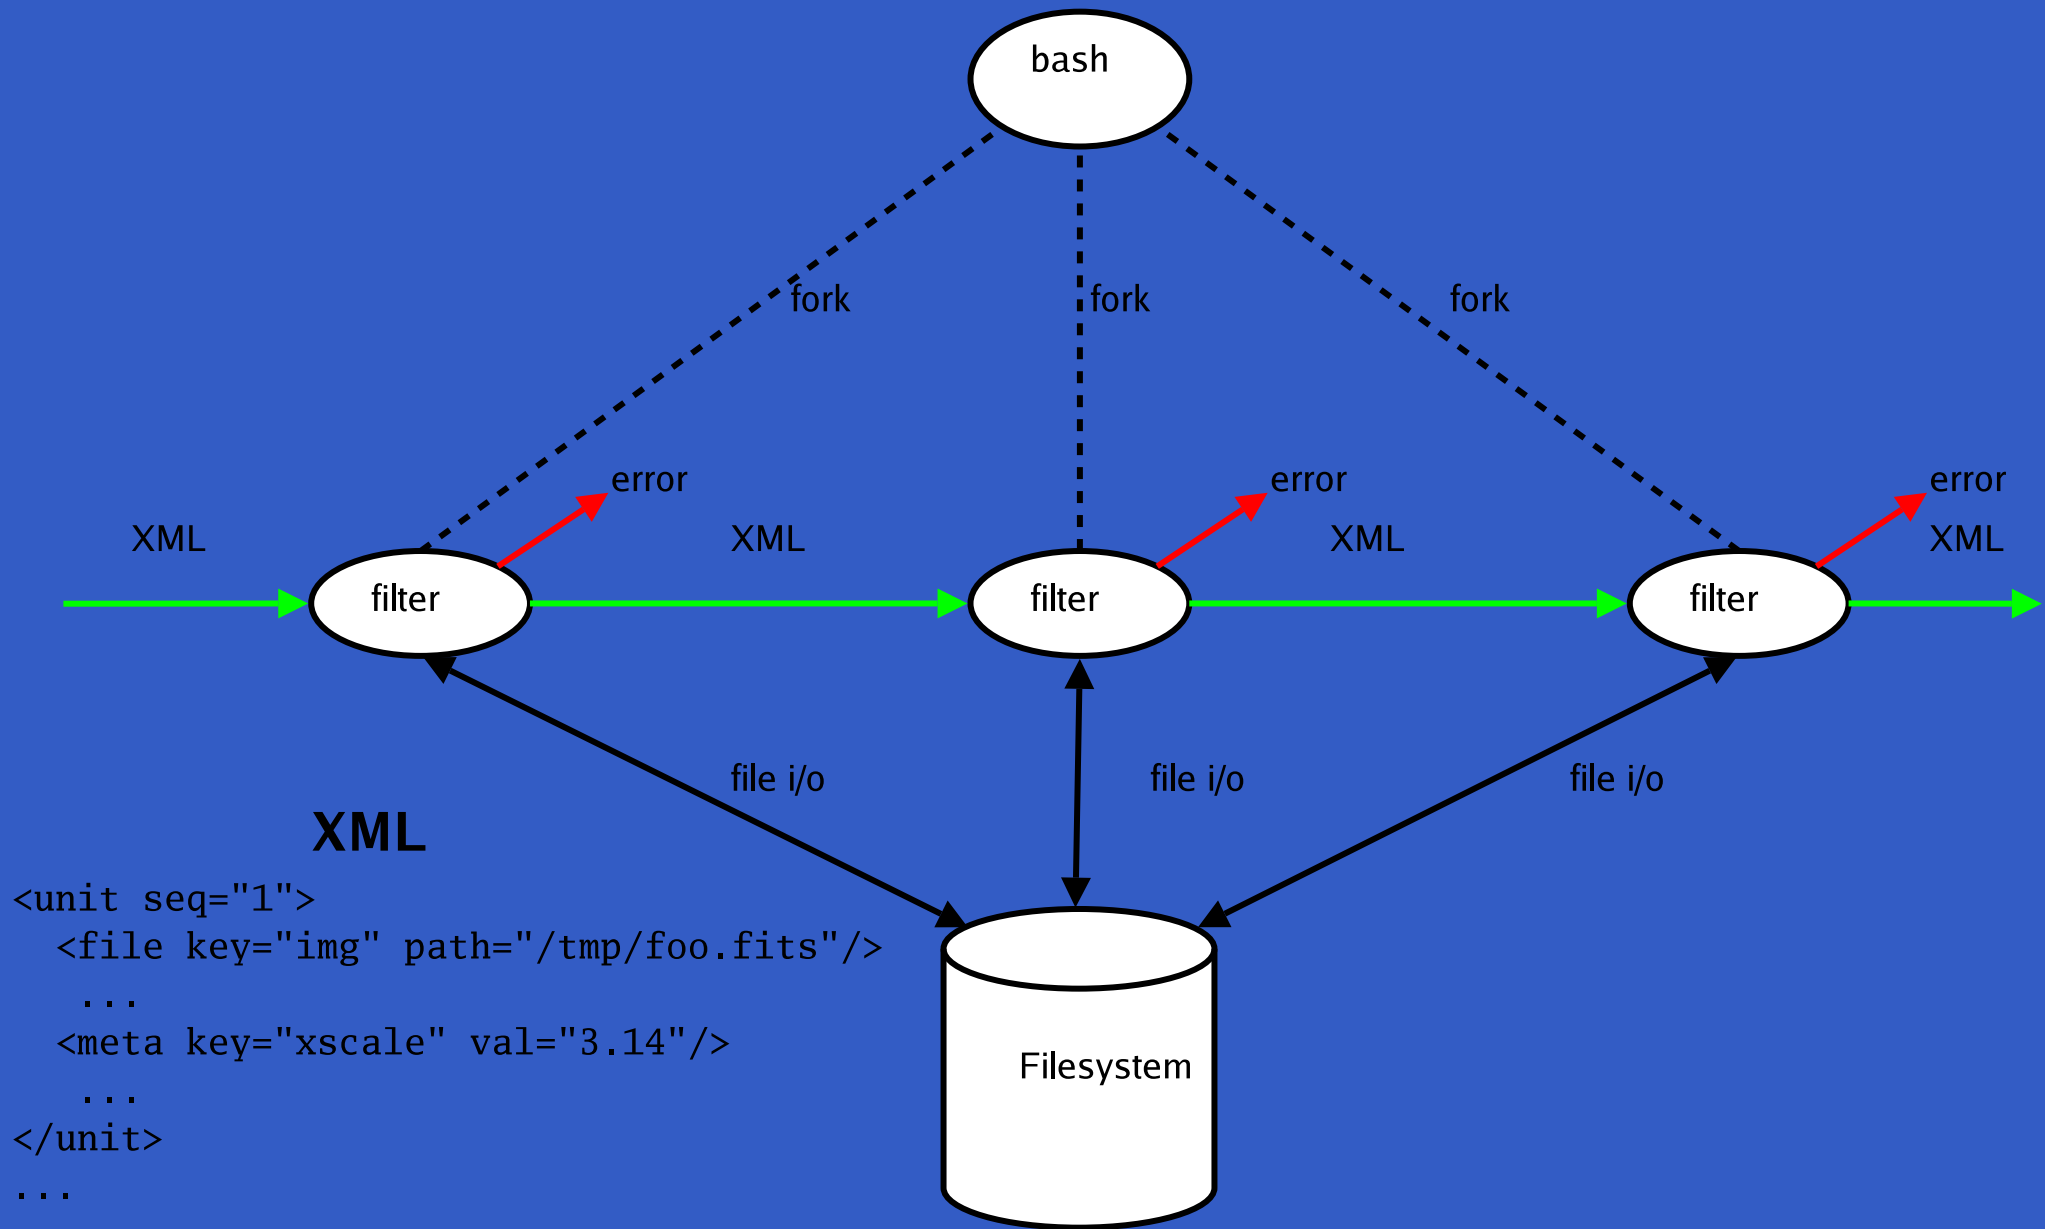 bash
fork
fork
fork
error
error
error
XML
XML
XML
XML
filter
filter
filter
file i/o
file i/o
file i/o
XML
<unit seq="1">
  <file key="img" path="/tmp/foo.fits"/>
   ...
  <meta key="xscale" val="3.14"/>
   ...
</unit>
...
Filesystem